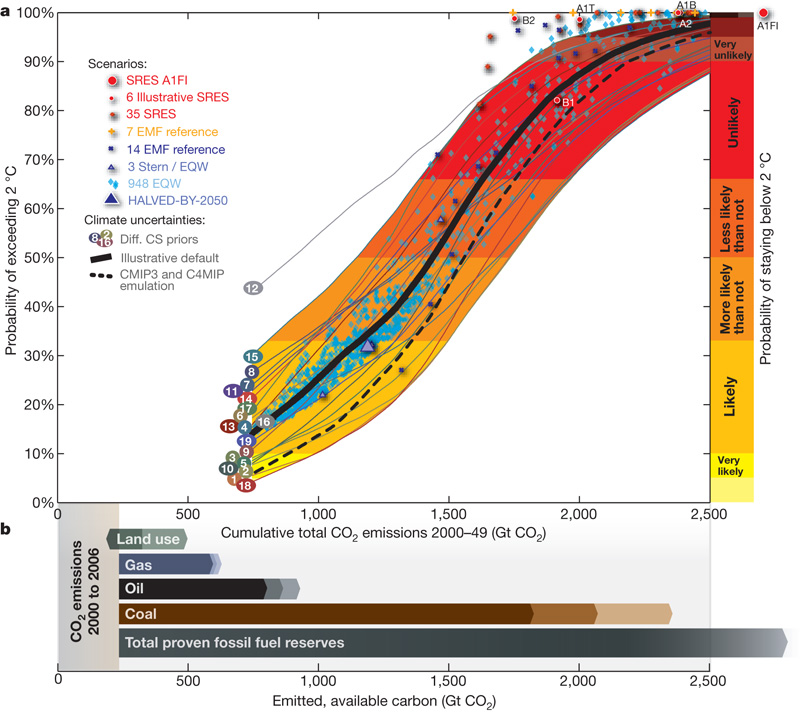 a
100%
90%
80%
70%
60%
50%
40%
30%
20%
10%
0%
Probability of exceeding 2 °C
Scenarios:
SRES A1FI
6 Illustrative SRES
35 SRES
7 EMF reference
14 EMF reference
3 Stern / EQW
948 EQW
HALVED-BY-2050
Climate uncertainties:
8 2 16 Diff. CS priors
Illustrative default
CMIP3 and C4MIP
emulation
B2
A1T
A1B
A2
A1FI
B1
12
15
8
7
11
14
17
6
16
13
4
19
9
3
5
10
2
1
18
Very
unlikely
Unlikely
Less likely
than not
More likely
than not
Likely
Very
likely
Probability of staying below 2 °C
0
500
1,000
1,500
2,000
2,500
Cumulative total CO2 emissions 2000–49 (Gt CO2)
b
CO2 emissions
2000 to 2006
Land use
Gas
Oil
Coal
Total proven fossil fuel reserves
0
500
1,000
1,500
2,000
2,500
Emitted, available carbon (Gt CO2)